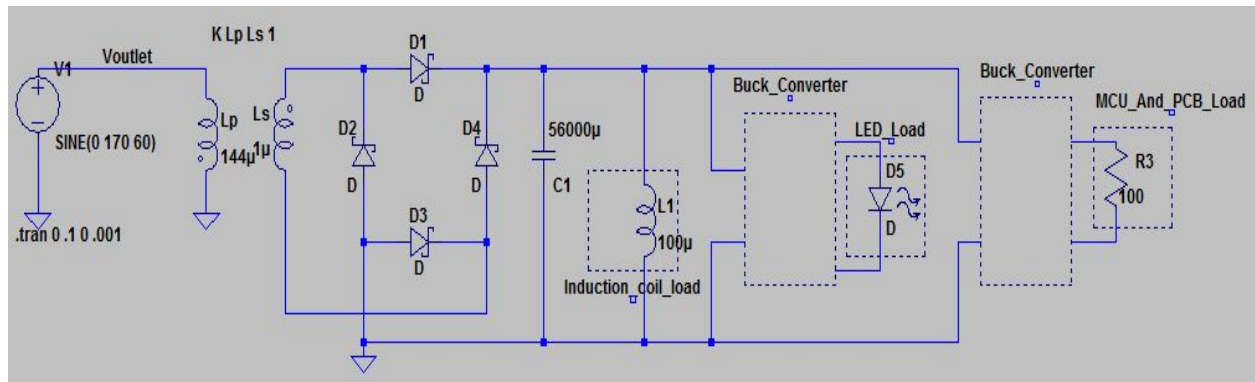 K Lp Ls 1
Voutlet
V1
SINE(0 170 60)
.tran 0 .1 0 .001
Lp
144µ
Ls
1µ
D1
D
D2
D
D4
D
D3
D
56000µ
C1
L1
100µ
Induction_coil_load
Buck_Converter
LED_Load
D5
D
Buck_Converter
MCU_And_PCB_Load
R3
100